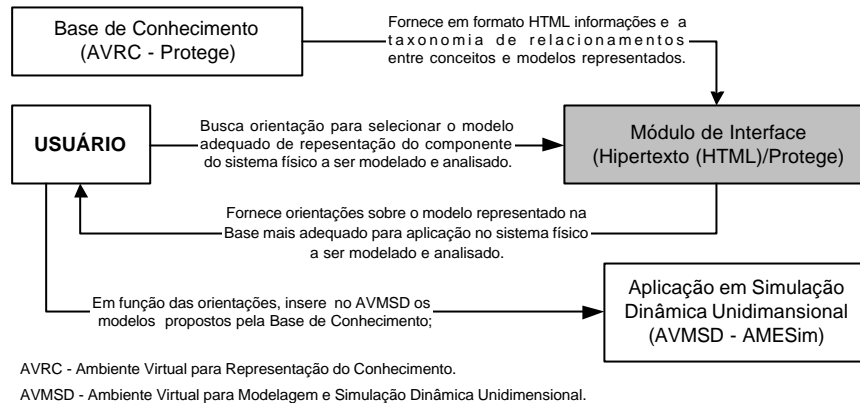 Base de Conhecimento
(AVRC - Protege)
Fornece em formato HTML informações e a
taxonomia de relacionamentos
entre conceitos e modelos representados.
USUÁRIO
Busca orientação para selecionar o modelo
adequado de repesentação do componente
do sistema físico a ser modelado e analisado.
Módulo de Interface
(Hipertexto (HTML)/Protege)
Fornece orientações sobre o modelo representado na
Base mais adequado para aplicação no sistema físico
a ser modelado e analisado.
Em função das orientações, insere no AVMSD os
modelos propostos pela Base de Conhecimento;
Aplicação em Simulação
Dinâmica Unidimansional
(AVMSD - AMESim)
AVRC - Ambiente Virtual para Representação do Conhecimento.
AVMSD - Ambiente Virtual para Modelagem e Simulação Dinâmica Unidimensional.